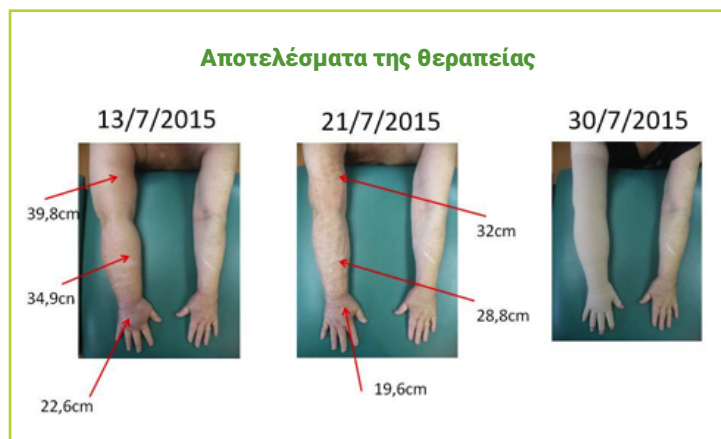 Αποτελέσματα της θεραπείας
13/7/2015
21/7/2015
30/7/2015
39,8cm
34,9cn
22,6cm
32cm
28,8cm
19,6cm